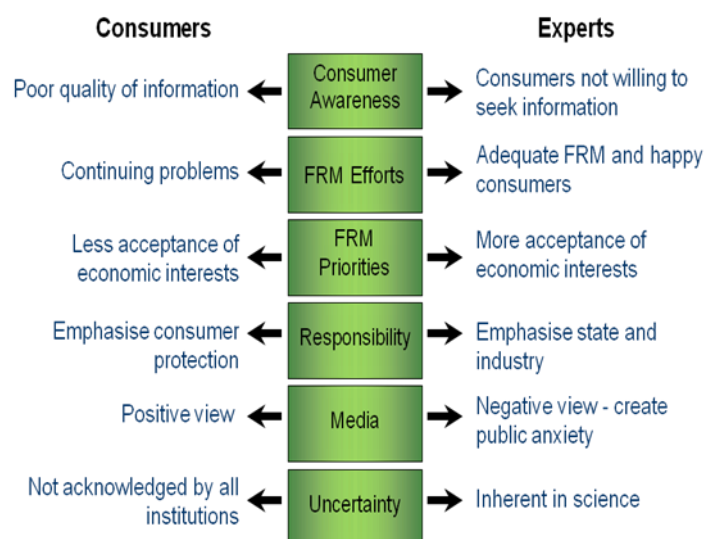 Consumers
Experts
Poor quality of information
Consumer
Awareness
Consumers not willing to
seek information
Continuing problems
FRM Efforts
Adequate FRM and happy
consumers
Less acceptance of
economic interests
FRM
Priorities
More acceptance of
economic interests
Emphasise consumer
protection
Responsibility
Emphasise state and
industry
Positive view
Media
Negative view - create
public anxiety
Not acknowledged by all
institutions
Uncertainty
Inherent in science